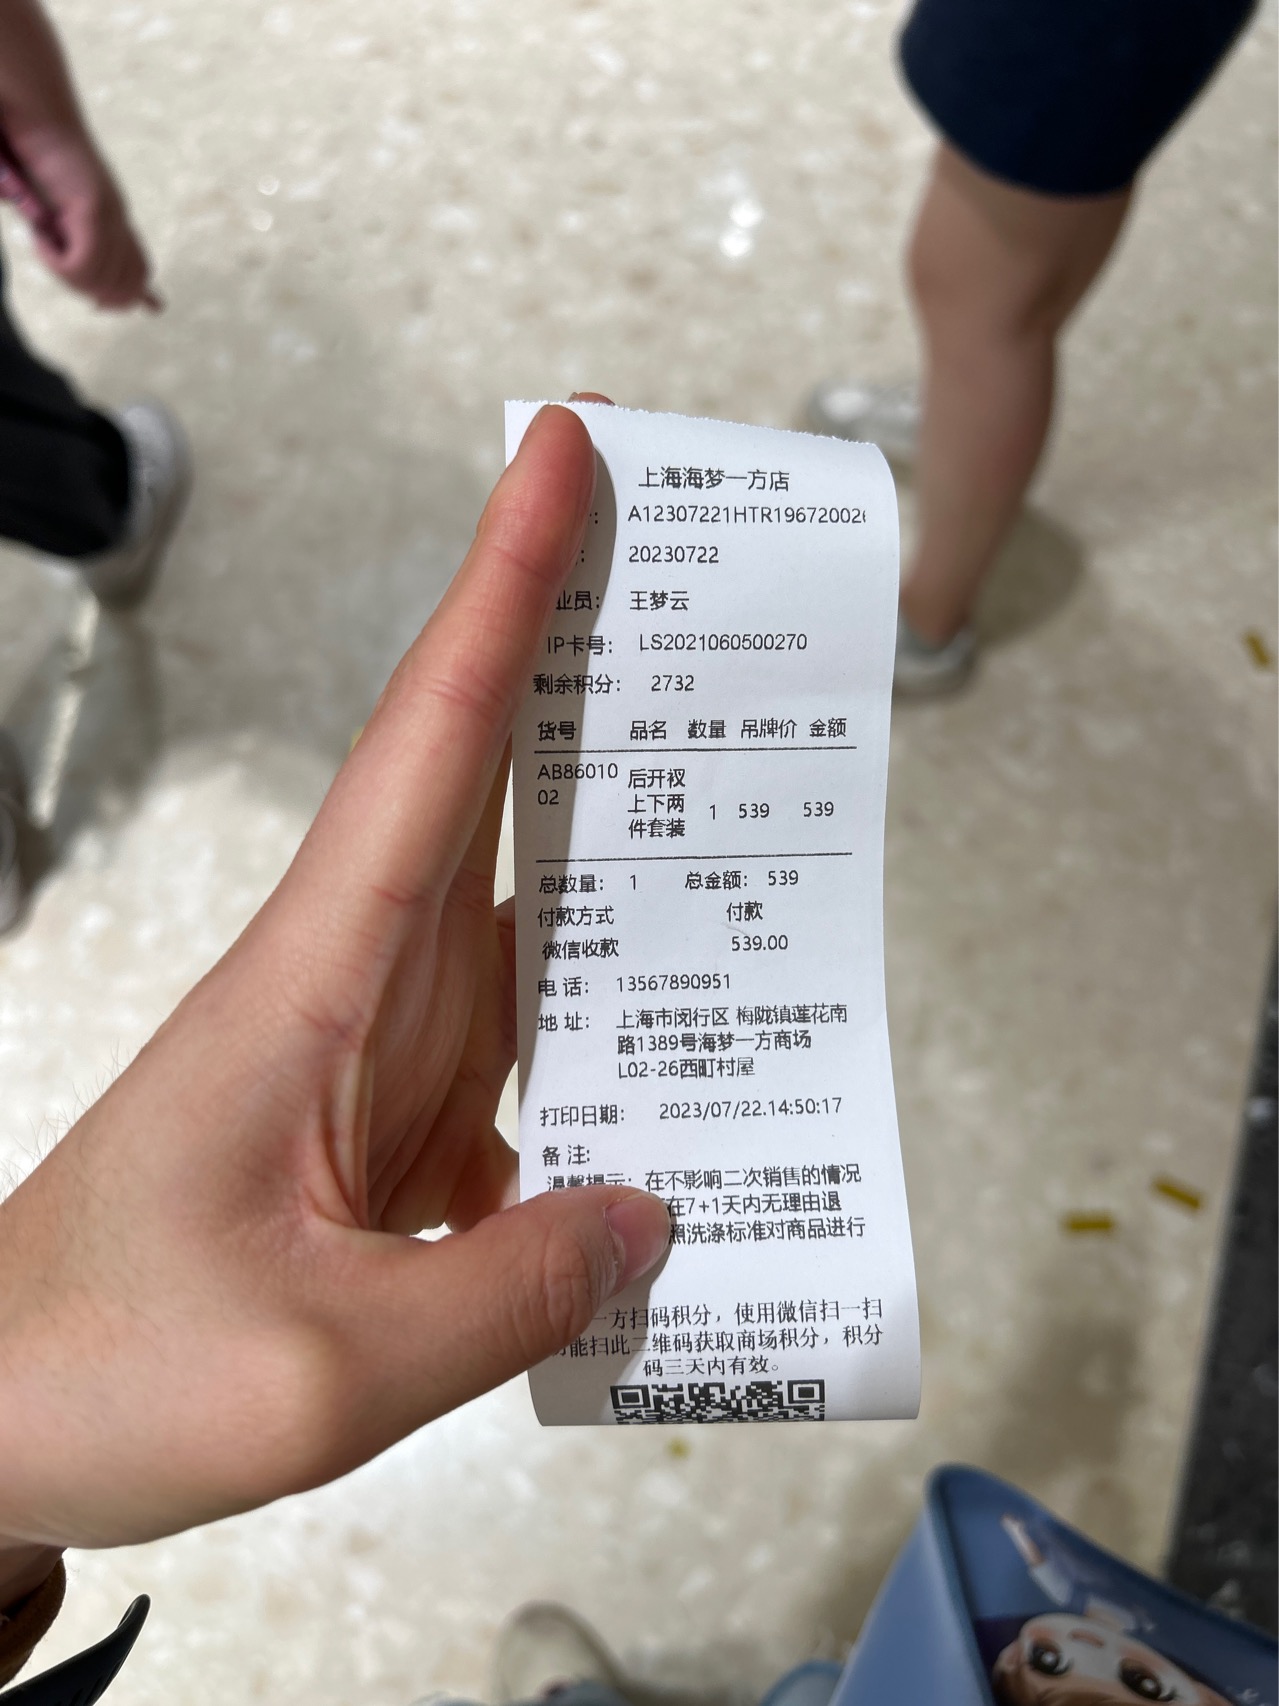 上海海梦一方店
: A12307221HTR196720026
: 20230722
业员: 王梦云
IP卡号: LS2021060500270
剩余积分: 2732
货号 品名 数量 吊牌价 金额
AB86010 后开衩
02 上下两 1 539 539
件套装
总数量: 1 总金额: 539
付款方式 付款
微信收款 539.00
电 话: 13567890951
地 址: 上海市闵行区 梅陇镇莲花南
路1389号海梦一方商场
L02-26西町村屋
打印日期: 2023/07/22.14:50:17
备 注:
温馨提示: 在不影响二次销售的情况
在7+1天内无理由退
照洗涤标准对商品进行
一方扫码积分，使用微信扫一扫
功能扫此二维码获取商场积分，积分
码三天内有效。